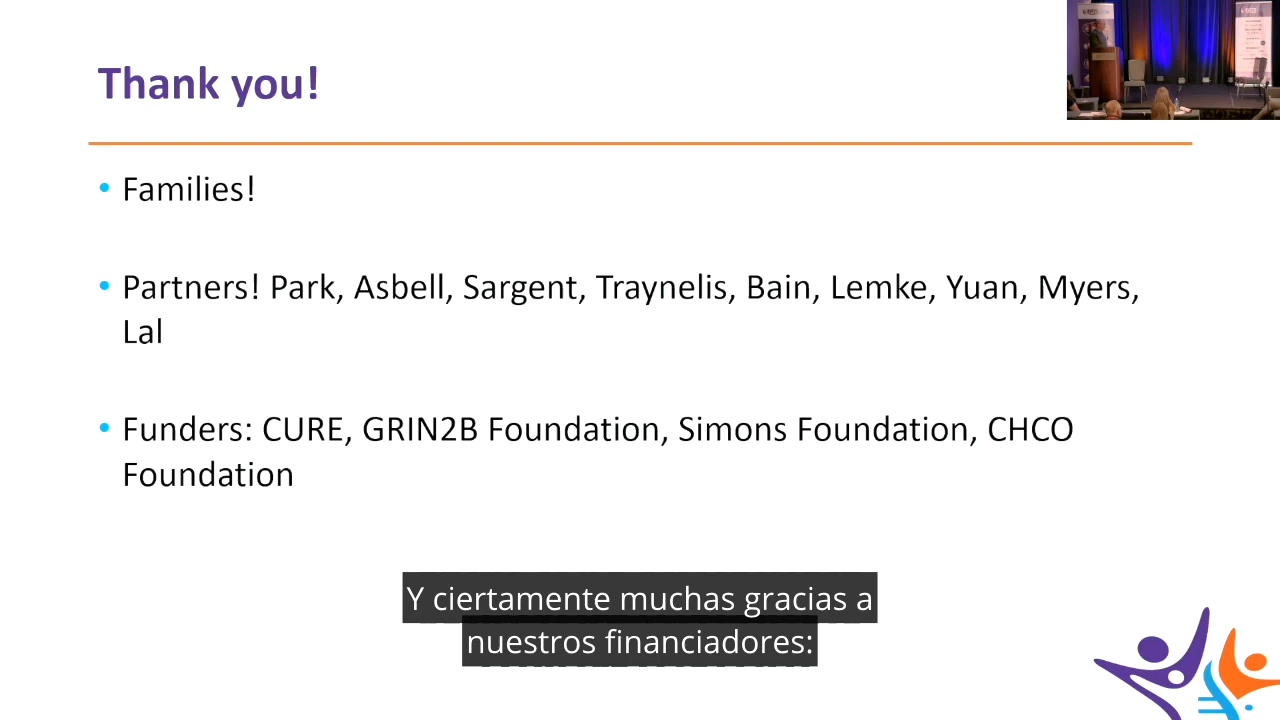 Thank you!
• Families!
• Partners! Park, Asbell, Sargent, Traynelis, Bain, Lemke, Yuan, Myers,
Lal
• Funders: CURE, GRIN2B Foundation, Simons Foundation, CHCO
Foundation
Y ciertamente muchas gracias a
nuestros financiadores: